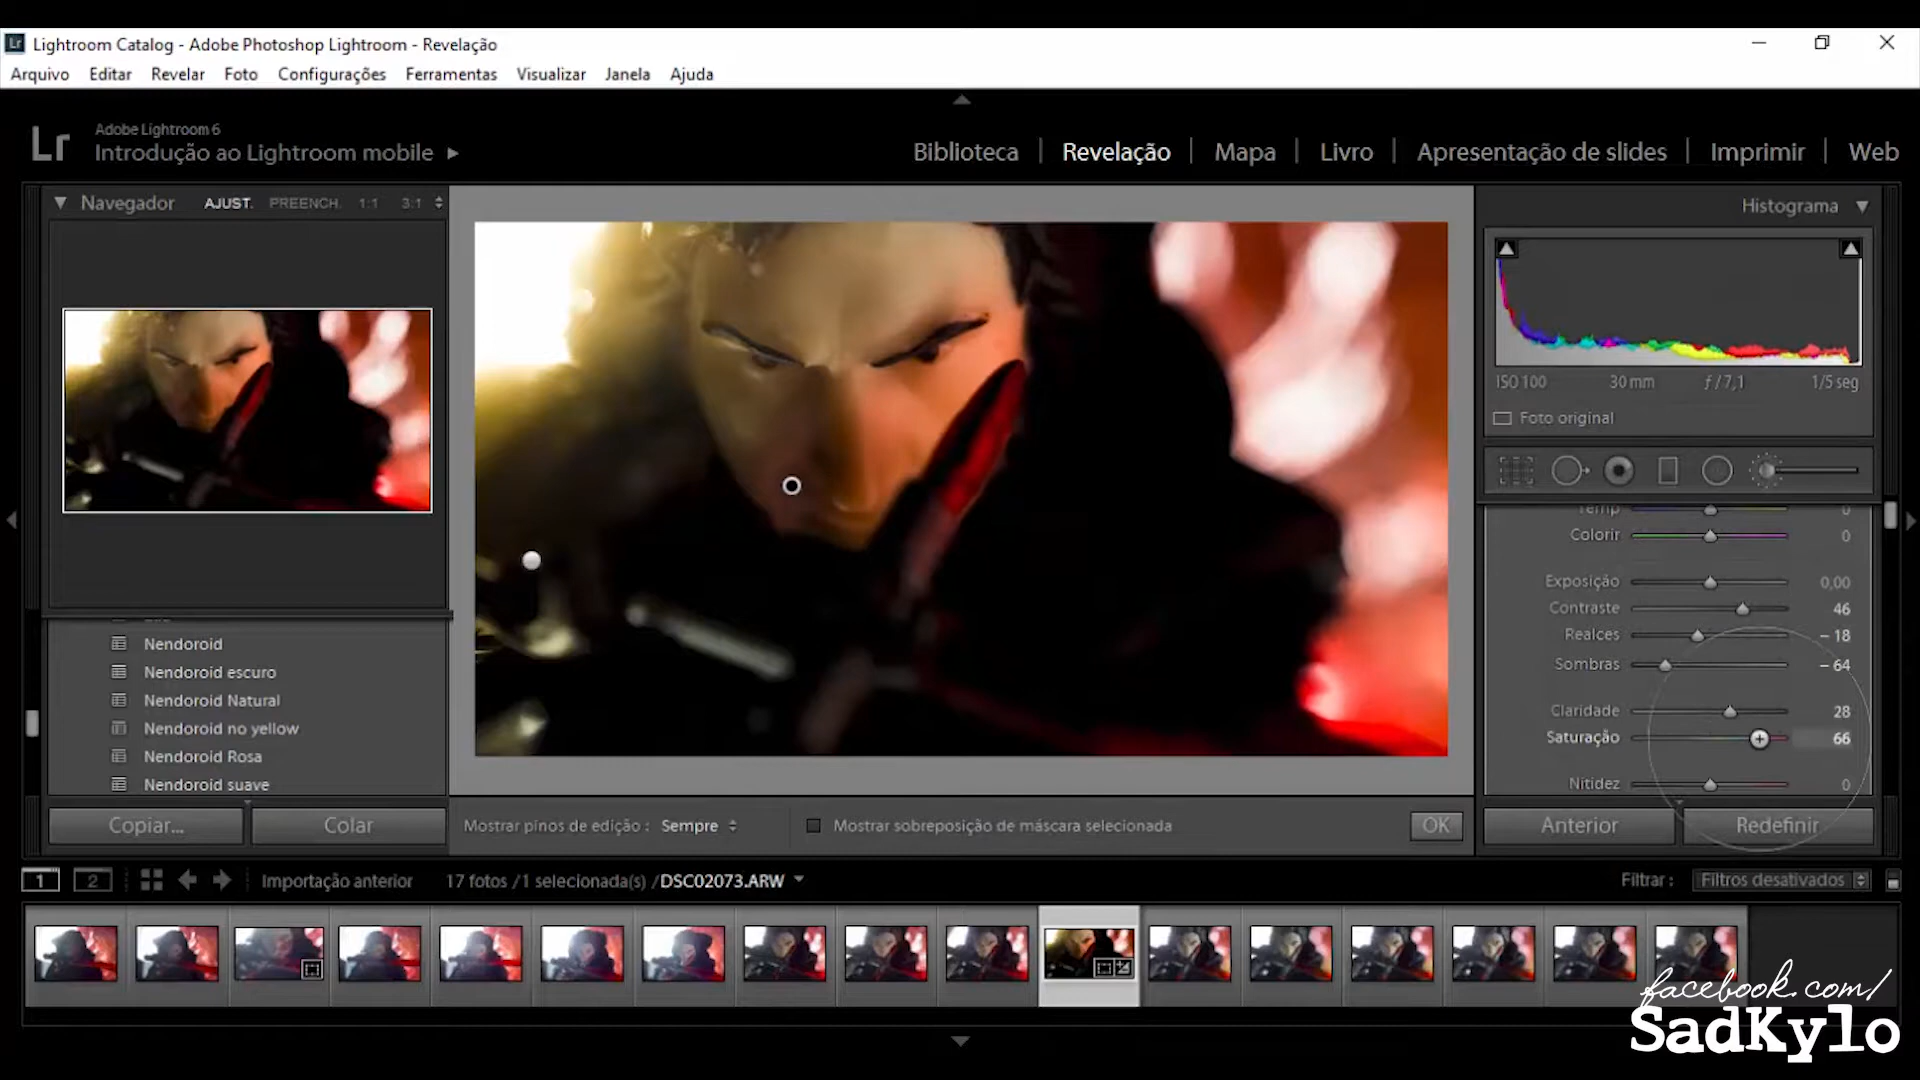 Lr Lightroom Catalog - Adobe Photoshop Lightroom - Revelação
Arquivo Editar Revelar Foto Configurações Ferramentas Visualizar Janela Ajuda
Lr
Adobe Lightroom 6
Introdução ao Lightroom mobile
Biblioteca | Revelação | Mapa | Livro | Apresentação de slides | Imprimir | Web
Navegador AJUST. PREENCH. 1:1 3:1
Histograma
ISO 100 30 mm ƒ / 7,1 1/5 seg
Foto original
Temp 0
Colorir 0
Exposição 0,00
Contraste 46
Realces – 18
Sombras – 64
Claridade 28
Saturação 66
Nitidez 0
Nendoroid
Nendoroid escuro
Nendoroid Natural
Nendoroid no yellow
Nendoroid Rosa
Nendoroid suave
Copiar... Colar
Mostrar pinos de edição : Sempre
Mostrar sobreposição de máscara selecionada
OK
Anterior Redefinir
1 2 Importação anterior 17 fotos /1 selecionada(s) /DSC02073.ARW
Filtrar : Filtros desativados
facebook.com/
SadKylo